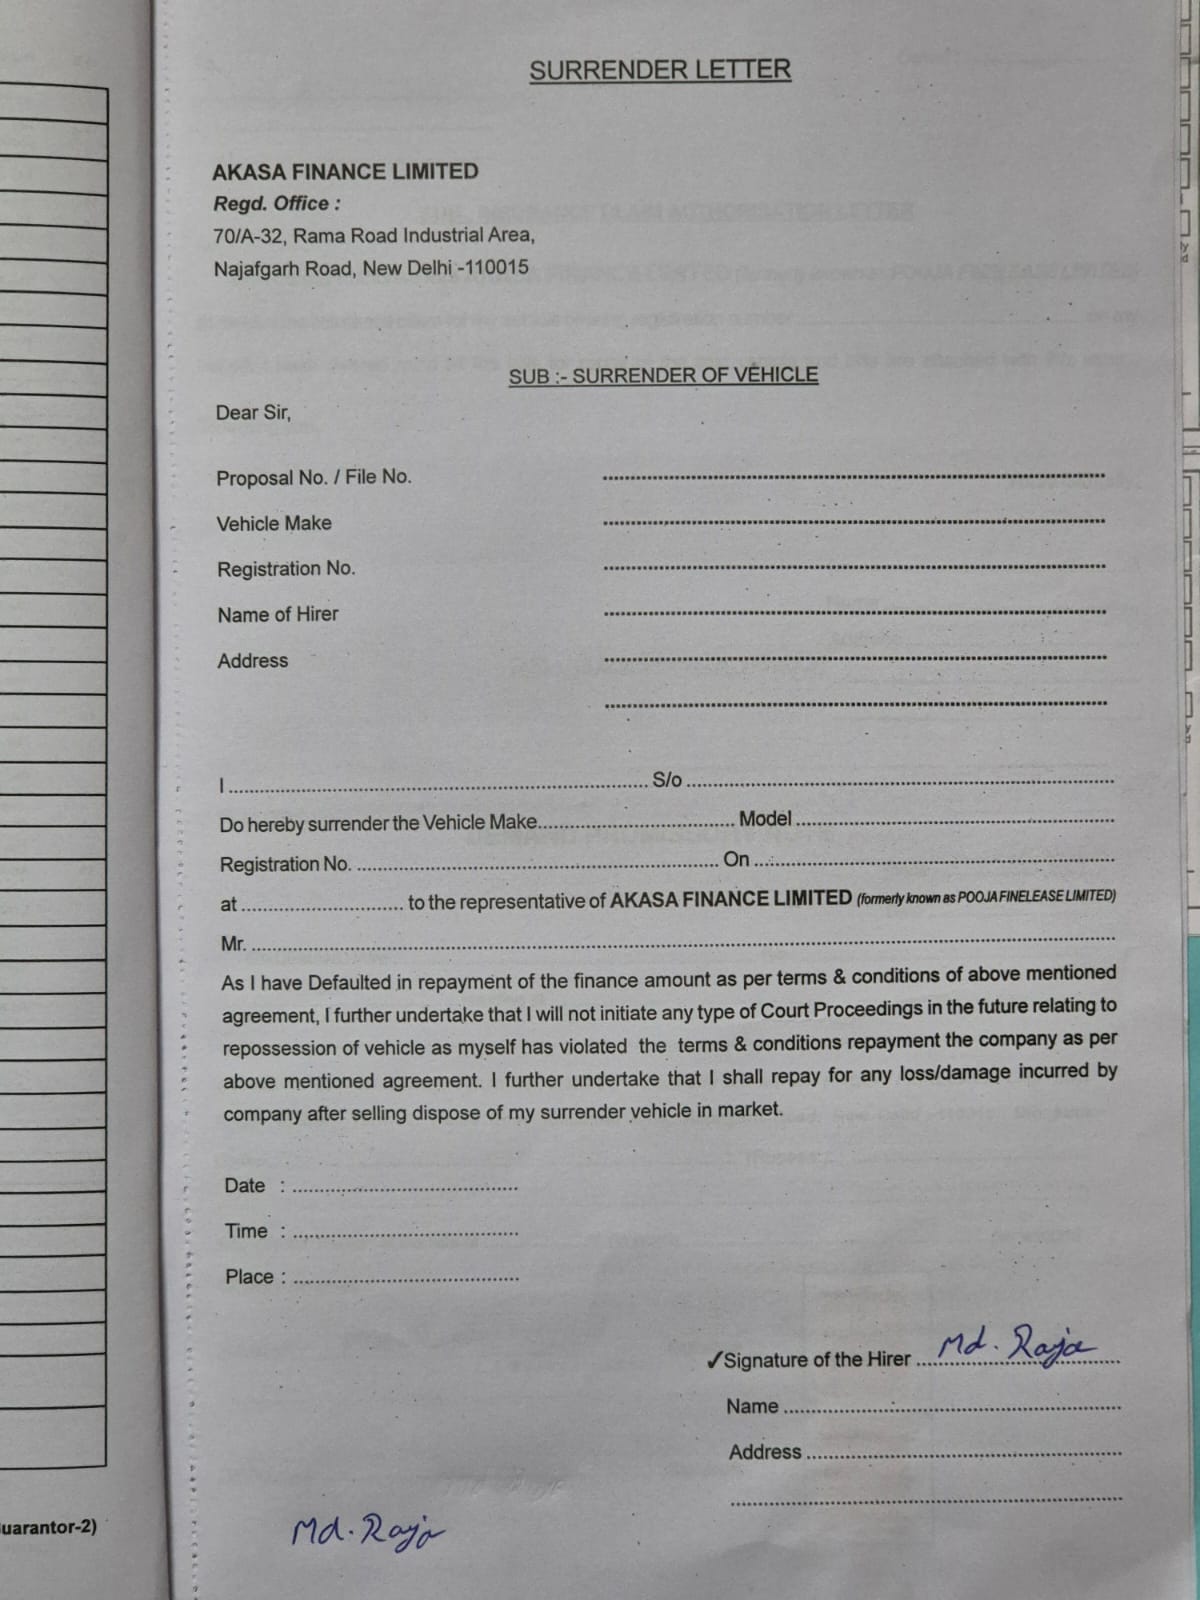 SURRENDER LETTER
AKASA FINANCE LIMITED
Regd. Office :
70/A-32, Rama Road Industrial Area,
Najafgarh Road, New Delhi -110015
SUB :- SURRENDER OF VEHICLE
Dear Sir,
Proposal No. / File No. ....................
Vehicle Make ....................
Registration No. ....................
Name of Hirer ....................
Address ....................
....................
I .................... S/o ....................
Do hereby surrender the Vehicle Make.................... Model ....................
Registration No. .................... On ....................
at .................... to the representative of AKASA FINANCE LIMITED (formerly known as POOJA FINELEASE LIMITED)
Mr. ....................
As I have Defaulted in repayment of the finance amount as per terms & conditions of above mentioned
agreement, I further undertake that I will not initiate any type of Court Proceedings in the future relating to
repossession of vehicle as myself has violated the terms & conditions repayment the company as per
above mentioned agreement. I further undertake that I shall repay for any loss/damage incurred by
company after selling dispose of my surrender vehicle in market.
Date : ....................
Time : ....................
Place : ....................
✓Signature of the Hirer .... Md. Raja ....
Name ....................
Address ....................
....................
uarantor-2)
Md. Raja